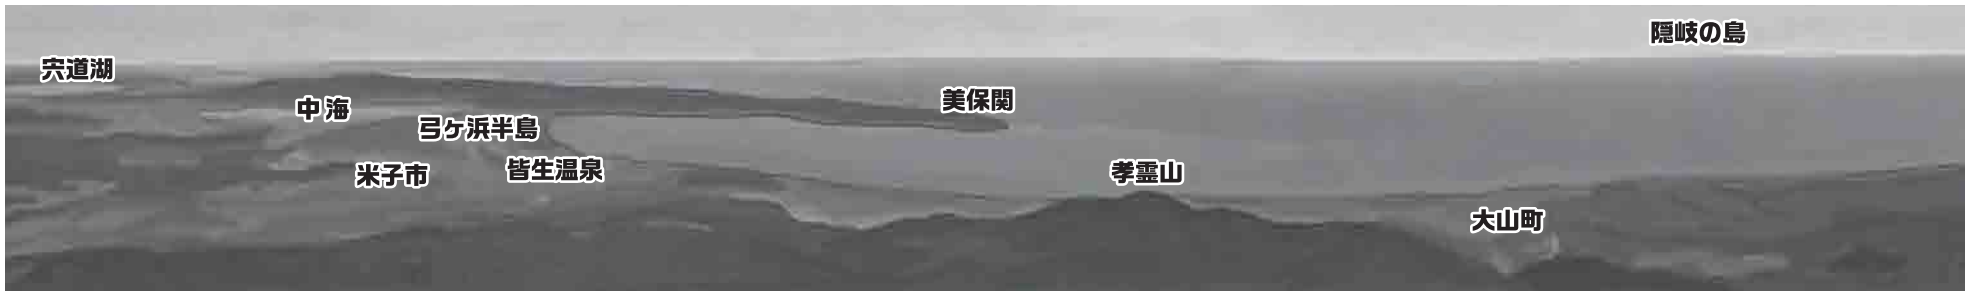 隠岐の島
宍道湖
美保関
中海
弓ヶ浜半島
皆生温泉
米子市
孝霊山
大山町